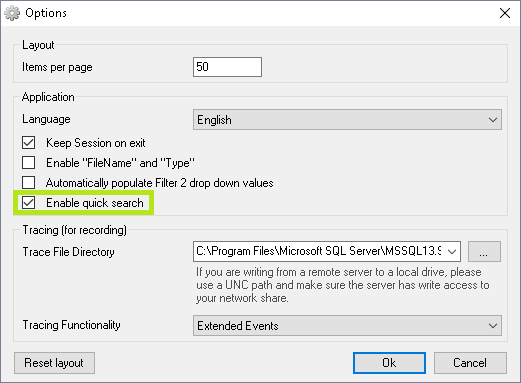 Options
Layout
Items per page 50
Application
Language English
Keep Session on exit
Enable "FileName" and "Type"
Automatically populate Filter 2 drop down values
Enable quick search
Tracing (for recording)
Trace File Directory C:\Program Files\Microsoft SQL Server\MSSQL13.S ...
If you are writing from a remote server to a local drive, please
use a UNC path and make sure the server has write access to
your network share.
Tracing Functionality Extended Events
Reset layout Ok Cancel